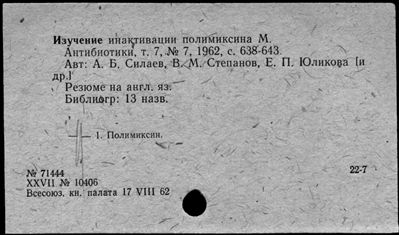 Изучение инактивации полимиксина М.
Антибиотики, т. 7, № 7, 1962, с. 638-643.
Авт: А. Б. Силаев, В. М. Степанов, Е. П. Юликова [и
др.]
Резюме на англ. яз.
Библиогр: 13 назв.
1. Полимиксин.
№ 71444
22-7
XXVII № 10406
Всесоюз. кн. палата 17 VIII 62